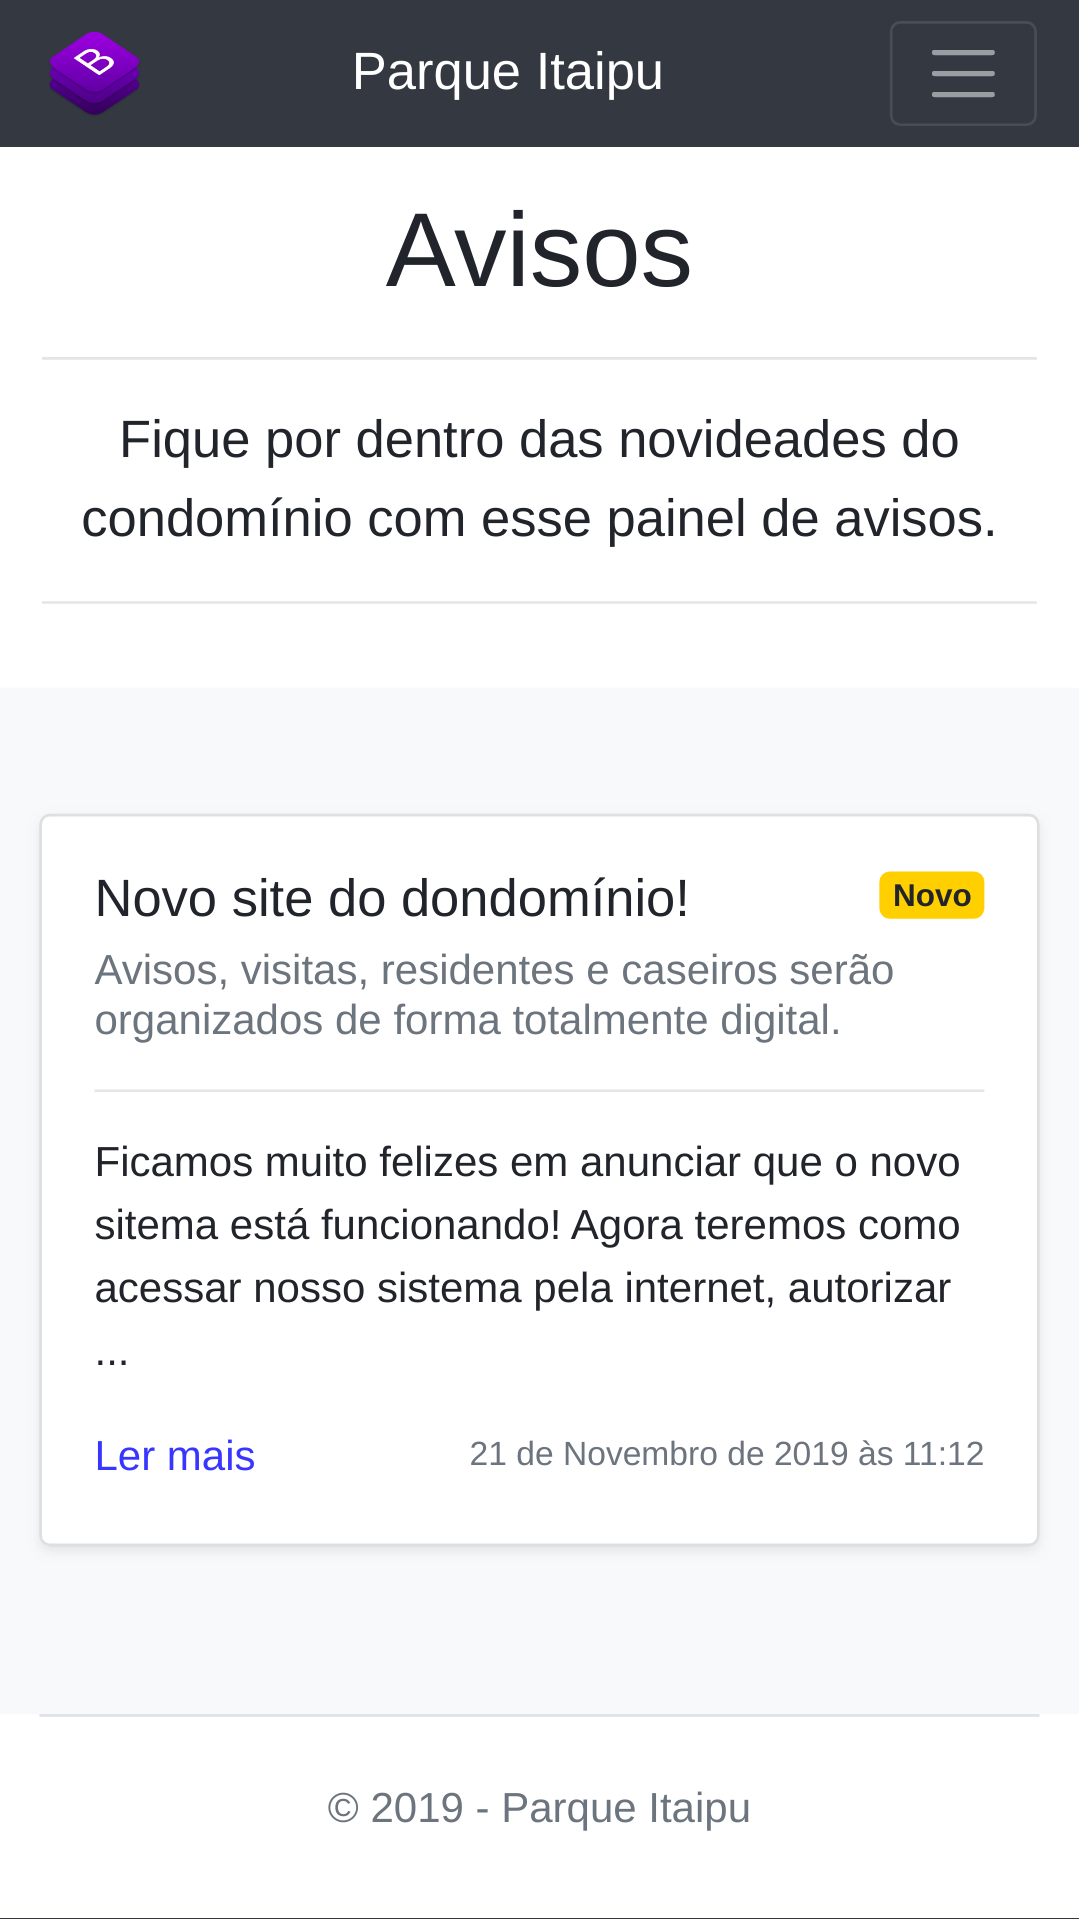 B
Parque Itaipu
Avisos
Fique por dentro das novideades do
condomínio com esse painel de avisos.
Novo site do dondomínio!
Novo
Avisos, visitas, residentes e caseiros serão
organizados de forma totalmente digital.
Ficamos muito felizes em anunciar que o novo
sitema está funcionando! Agora teremos como
acessar nosso sistema pela internet, autorizar
...
Ler mais
21 de Novembro de 2019 às 11:12
© 2019 - Parque Itaipu